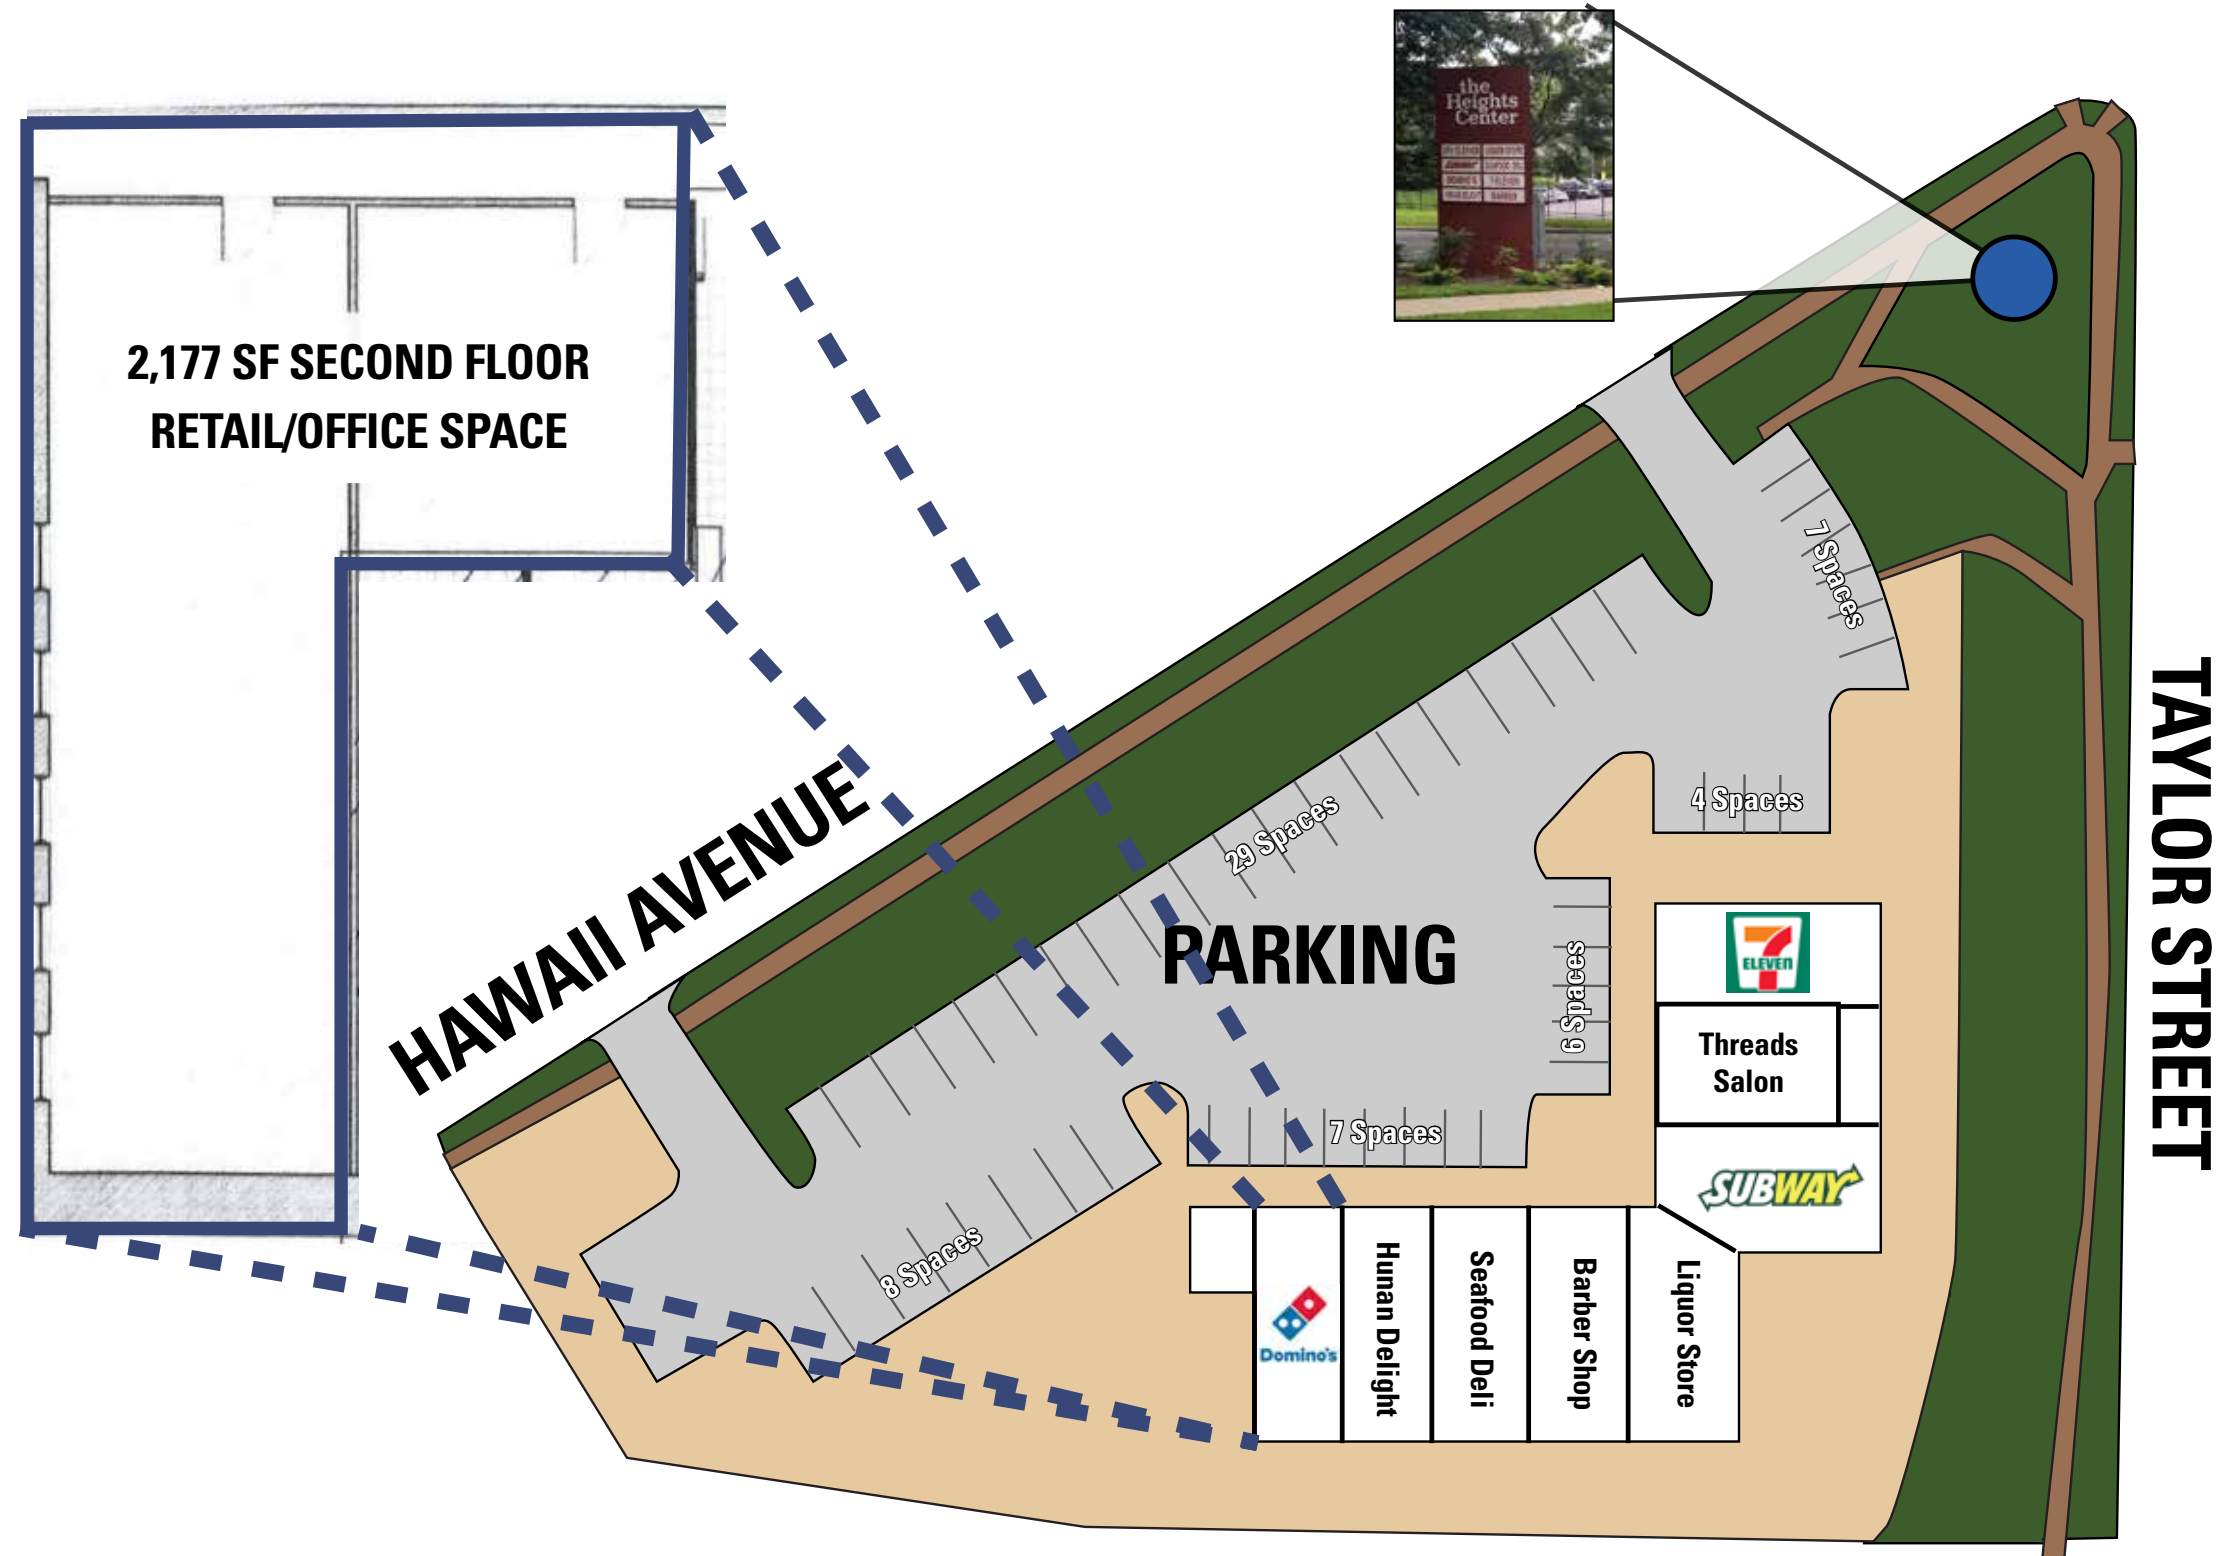 the
Heights
Center
2,177 SF SECOND FLOOR
RETAIL/OFFICE SPACE
HAWAII AVENUE
TAYLOR STREET
7 Spaces
29 Spaces
4 Spaces
PARKING
6 Spaces
7 Spaces
8 Spaces
7
ELEVEN
Threads
Salon
SUBWAY
Domino's
Hunan Delight
Seafood Deli
Barber Shop
Liquor Store